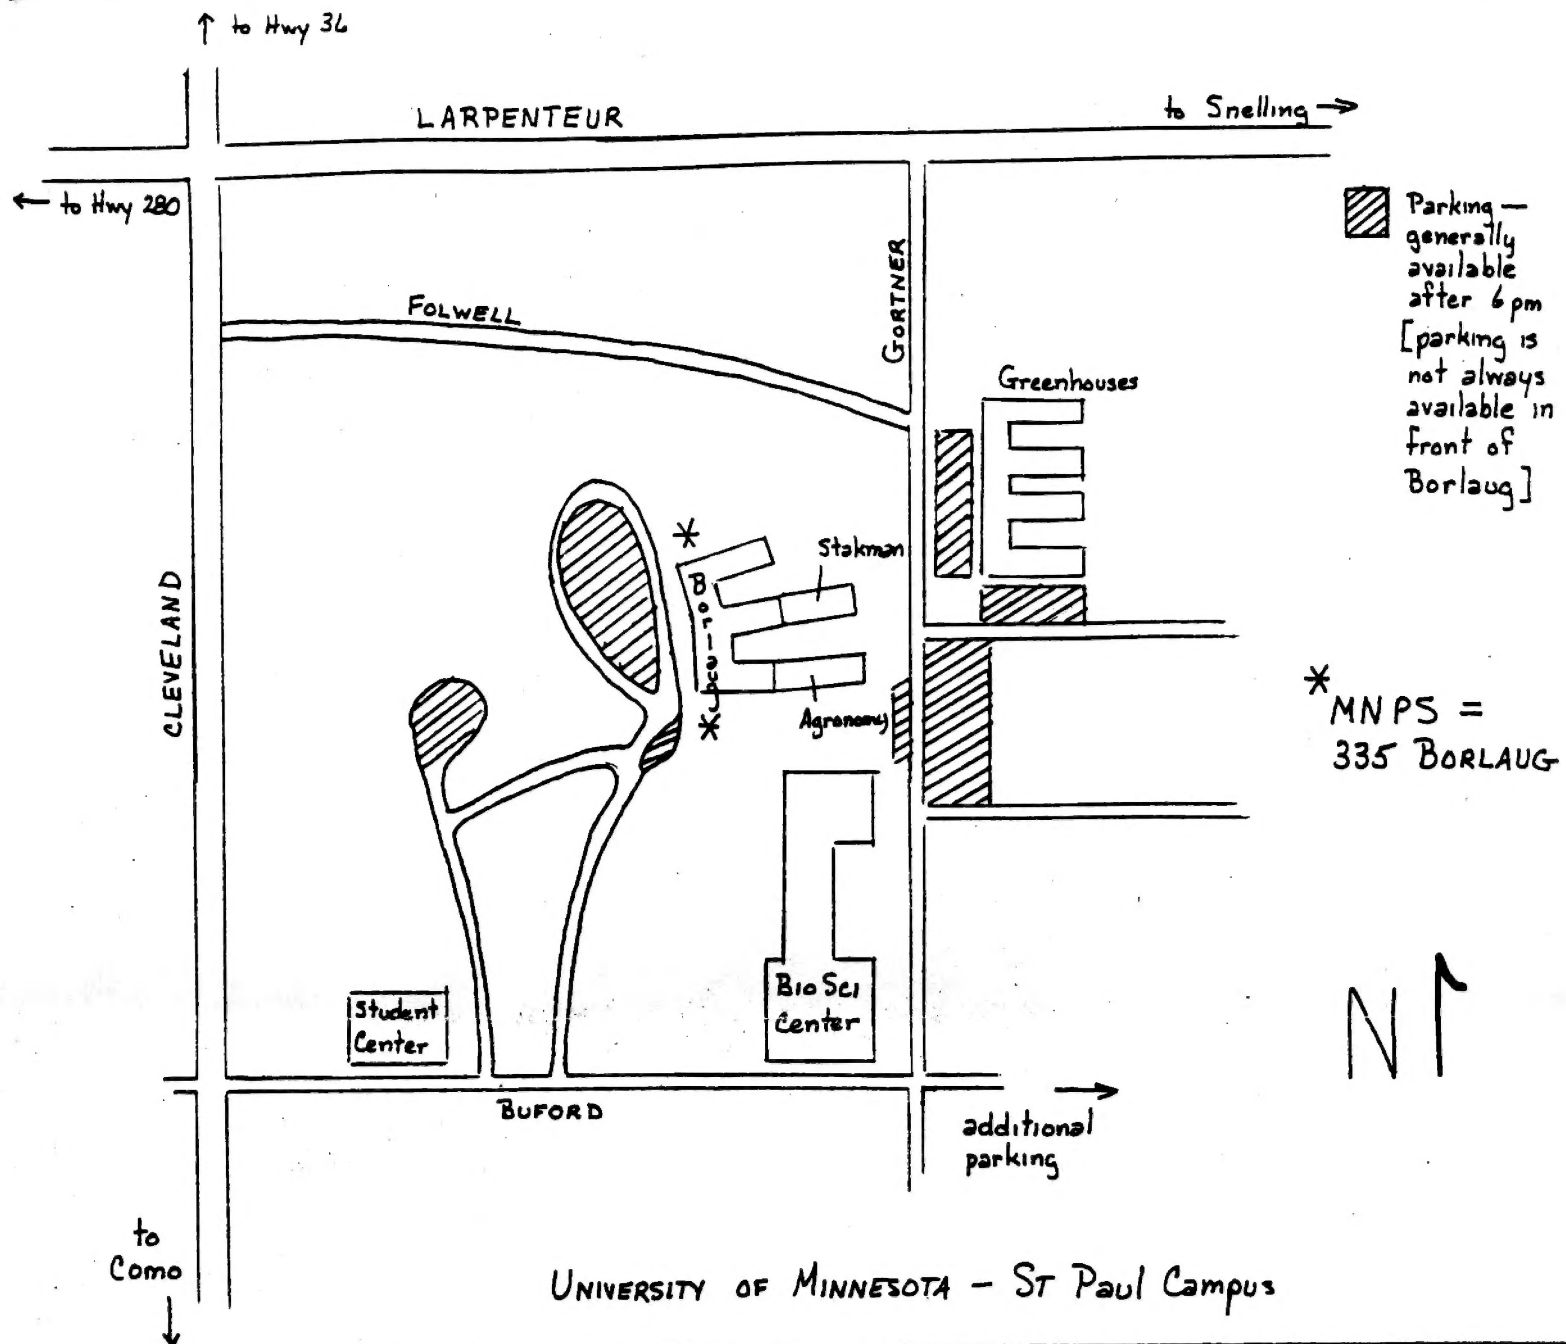 ↑ to Hwy 36
LARPENTEUR
to Snelling →
← to Hwy 280
Parking —
generally
available
after 6 pm
[parking is
not always
available in
front of
Borlaug]
GORTNER
FOLWELL
Greenhouses
*
Stakman
Borlaug
CLEVELAND
*
Agronomy
*
MNPS =
335 BORLAUG
Student
Center
Bio Sci
Center
N
BUFORD
additional
parking
to
Como
UNIVERSITY OF MINNESOTA - ST Paul Campus